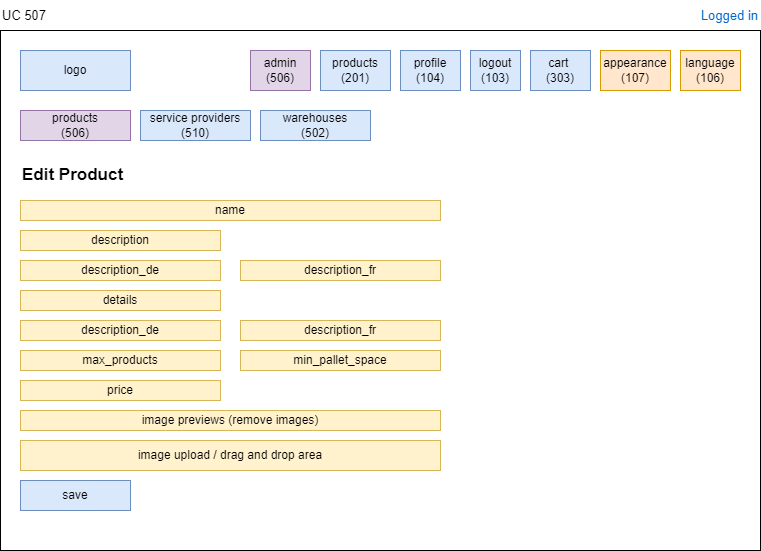 UC 507
Logged in
logo
admin
(506)
products
(201)
profile
(104)
logout
(103)
cart
(303)
appearance
(107)
language
(106)
products
(506)
service providers
(510)
warehouses
(502)
Edit Product
name
description
description_de
description_fr
details
description_de
description_fr
max_products
min_pallet_space
price
image previews (remove images)
image upload / drag and drop area
save